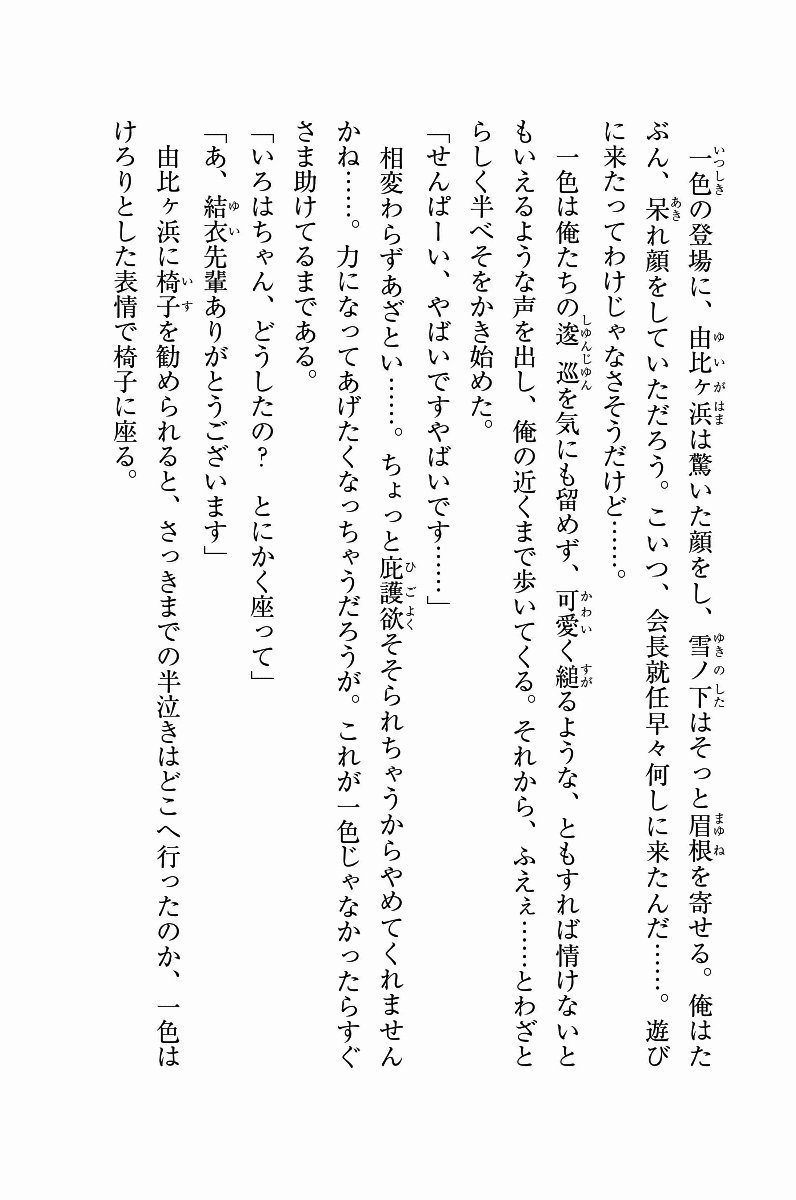 一色の登場に、由比ヶ浜は驚いた顔をし、雪ノ下はそっと眉根を寄せる。俺はた
ぶん、呆れ顔をしていただろう。こいつ、会長就任早々何しに来たんだ……。遊び
に来たってわけじゃなさそうだけど……。
一色は俺たちの逡巡を気にも留めず、可愛く縋るような、ともすれば情けないと
もいえるような声を出し、俺の近くまで歩いてくる。それから、ふえぇ……とわざと
らしく半べそをかき始めた。
「せんぱーい、やばいですやばいです……」
相変わらずあざとい……。ちょっと庇護欲そそられちゃうからやめてくれません
かね……。力になってあげたくなっちゃうだろうが。これが一色じゃなかったらすぐ
さま助けてるまである。
「いろはちゃん、どうしたの？　とにかく座って」
「あ、結衣先輩ありがとうございます」
由比ヶ浜に椅子を勧められると、さっきまでの半泣きはどこへ行ったのか、一色は
けろりとした表情で椅子に座る。